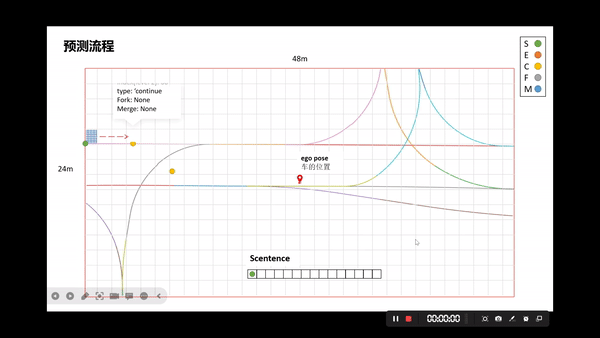 预测流程
48m
S
E
C
F
M
type: 'continue
Fork: None
Merge: None
ego pose
车的位置
24m
Scentence
00:00:00